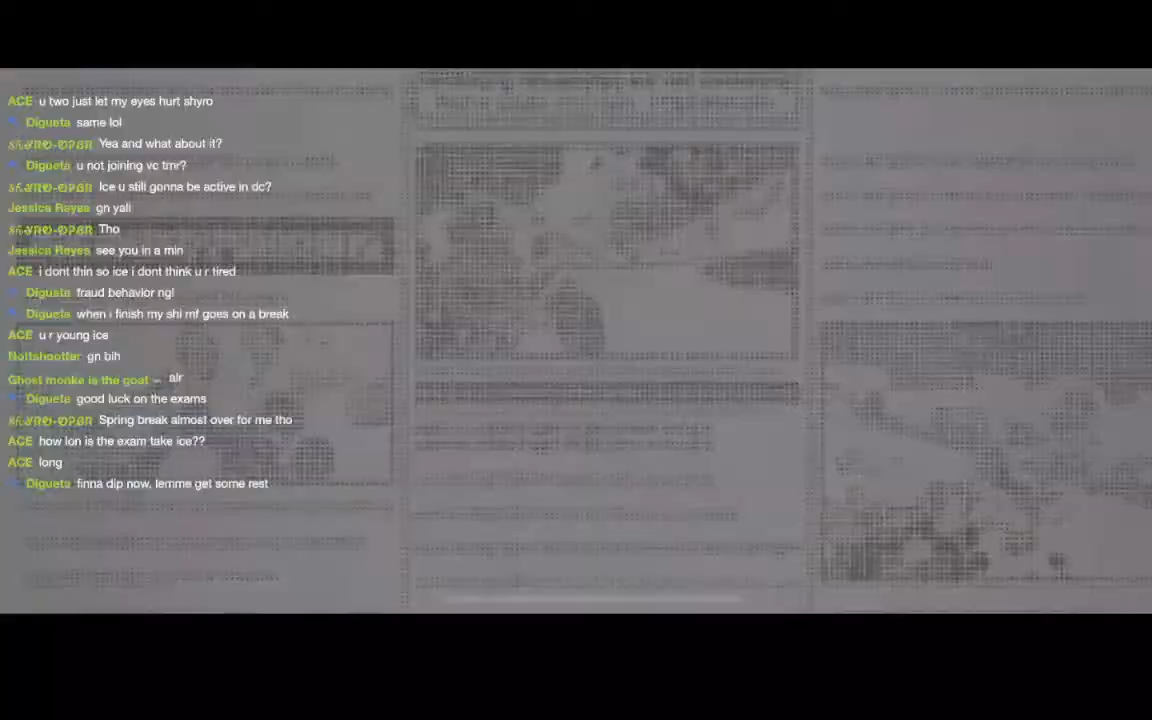 ACE u two just let my eyes hurt shyro
Digueta same lol
Yea and what about it?
Digueta u not joining vc tmr?
Ice u still gonna be active in dc?
Jessica Reyes gn yall
Tho
Jessica Reyes see you in a min
ACE i dont thin so ice i dont think u r tired
Digueta fraud behavior ngl
Digueta when i finish my shi mf goes on a break
ACE u r young ice
gn bih
Ghost monke is the goat – alr
Digueta good luck on the exams
Spring break almost over for me tho
ACE how lon is the exam take ice??
ACE long
Digueta finna dip now. lemme get some rest